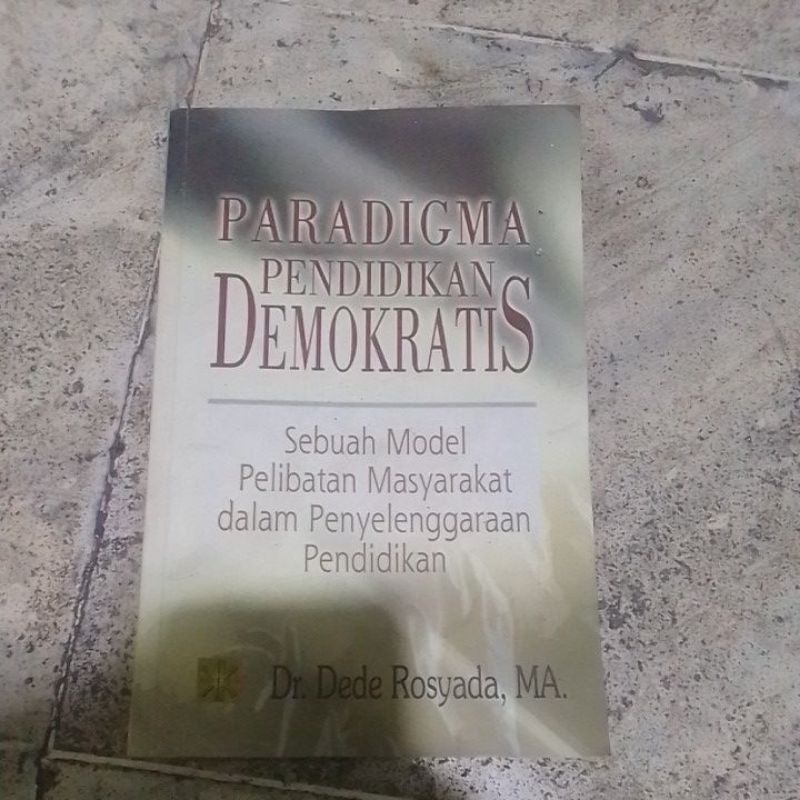 PARADIGMA
PENDIDIKAN
DEMOKRATIS
Sebuah Model
Pelibatan Masyarakat
dalam Penyelenggaraan
Pendidikan
Dr. Dede Rosyada, MA.